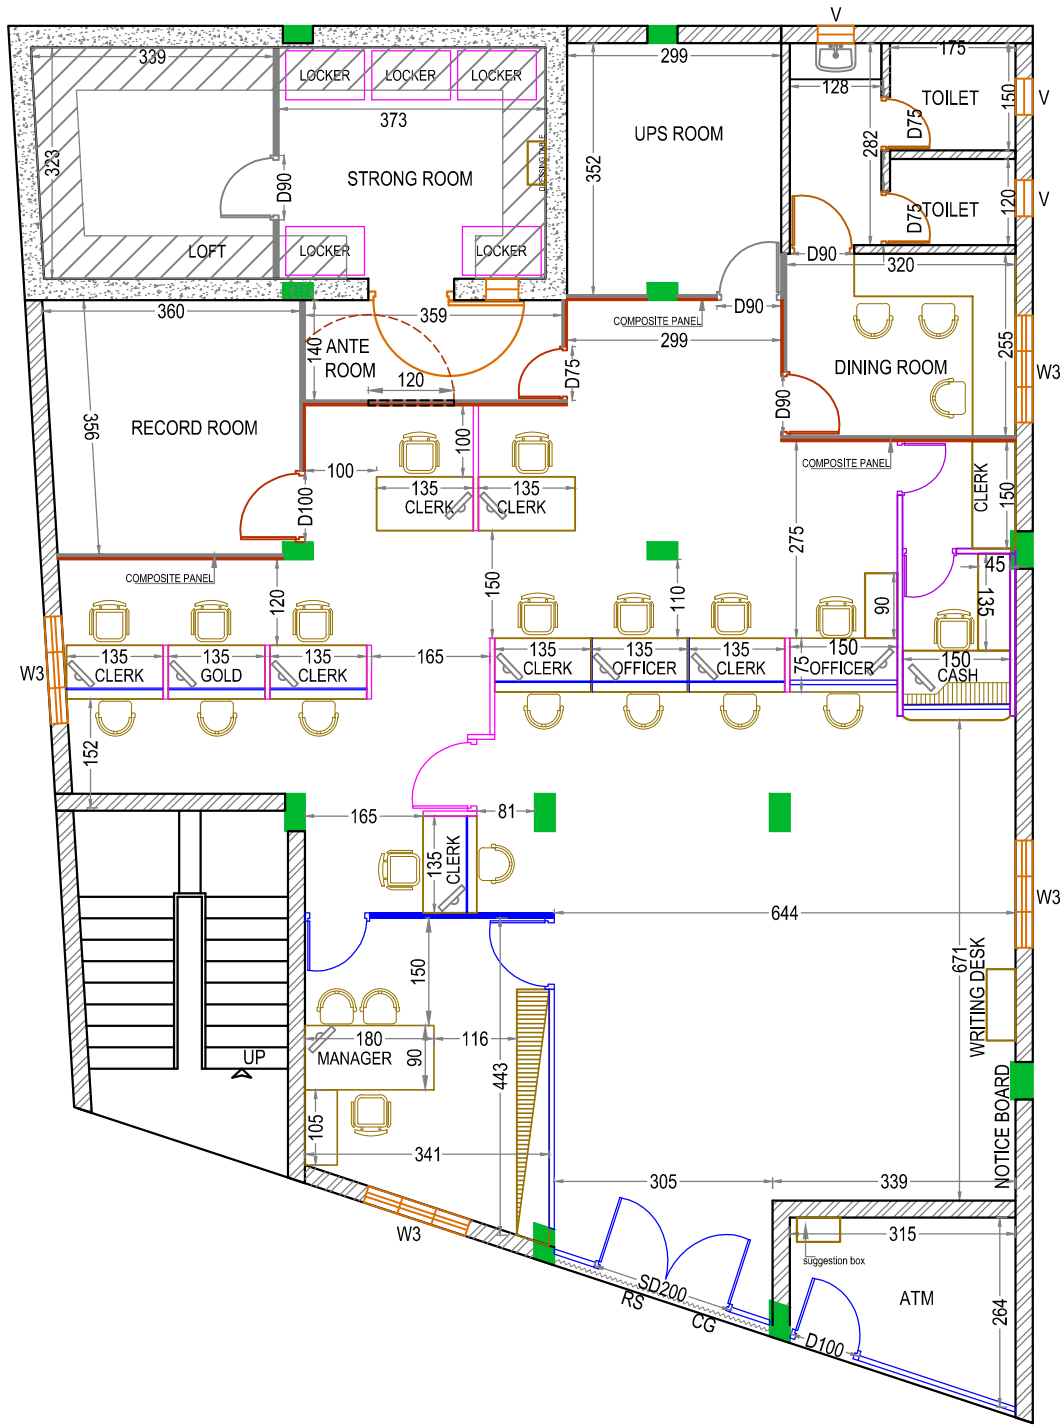 V
339
LOCKER
LOCKER
LOCKER
299
175
128
150
TOILET
V
373
UPS ROOM
D75
323
D90
STRONG ROOM
DRESSING TABLE
352
282
TOILET
120
V
D75
LOFT
LOCKER
LOCKER
D90
320
360
359
D90
COMPOSITE PANEL
299
140
ANTE
ROOM
120
D75
DINING ROOM
255
W3
D90
RECORD ROOM
356
100
100
D100
135
CLERK
135
CLERK
COMPOSITE PANEL
CLERK
150
275
COMPOSITE PANEL
120
150
110
90
45
135
W3
135
CLERK
135
GOLD
135
CLERK
165
135
CLERK
135
OFFICER
135
CLERK
75
150
OFFICER
150
CASH
152
165
81
135
CLERK
W3
644
671
WRITING DESK
150
UP
180
MANAGER
90
116
443
105
NOTICE BOARD
341
305
339
W3
315
suggestion box
SD200
RS
CG
ATM
264
D100